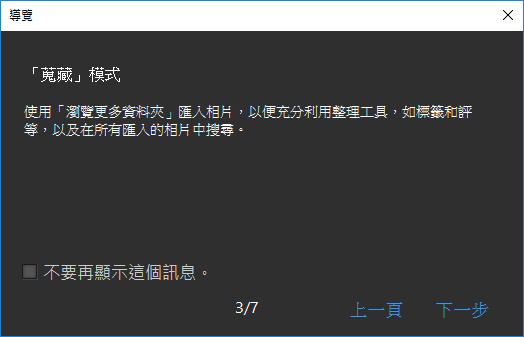 導覽
「蒐藏」模式
使用「瀏覽更多資料夾」匯入相片，以便充分利用整理工具，如標籤和評
等，以及在所有匯入的相片中搜尋。
不要再顯示這個訊息。
3/7 上一頁 下一步